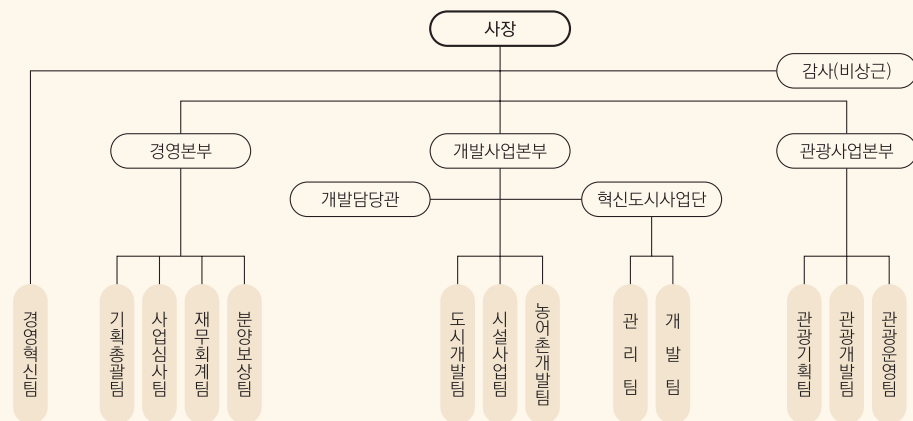 사장
감사(비상근)
경영본부
개발사업본부
관광사업본부
개발담당관
혁신도시사업단
경영혁신팀
기획총괄팀
사업심사팀
재무회계팀
분양보상팀
도시개발팀
시설사업팀
농어촌개발팀
관리팀
개발팀
관광기획팀
관광개발팀
관광운영팀